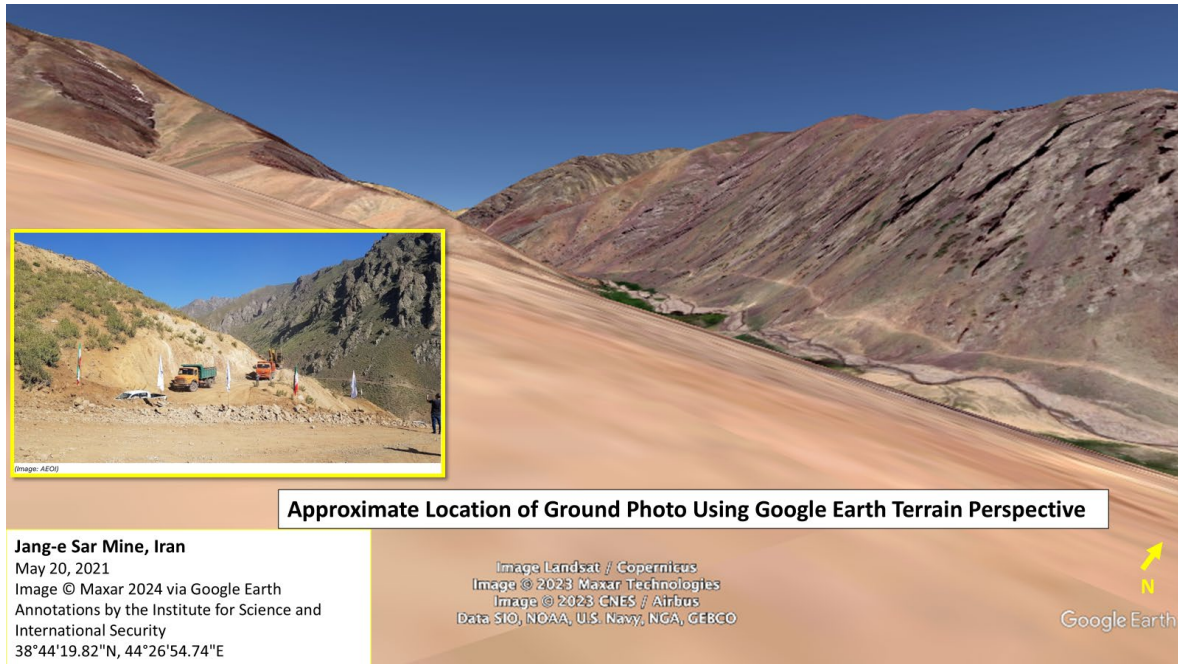 (Image: AEOI)
Approximate Location of Ground Photo Using Google Earth Terrain Perspective
Jang-e Sar Mine, Iran
May 20, 2021
Image © Maxar 2024 via Google Earth
Annotations by the Institute for Science and
International Security
38°44'19.82"N, 44°26'54.74"E
Image Landsat / Copernicus
Image © 2023 Maxar Technologies
Image © 2023 CNES / Airbus
Data SIO, NOAA, U.S. Navy, NGA, GEBCO
N
Google Earth